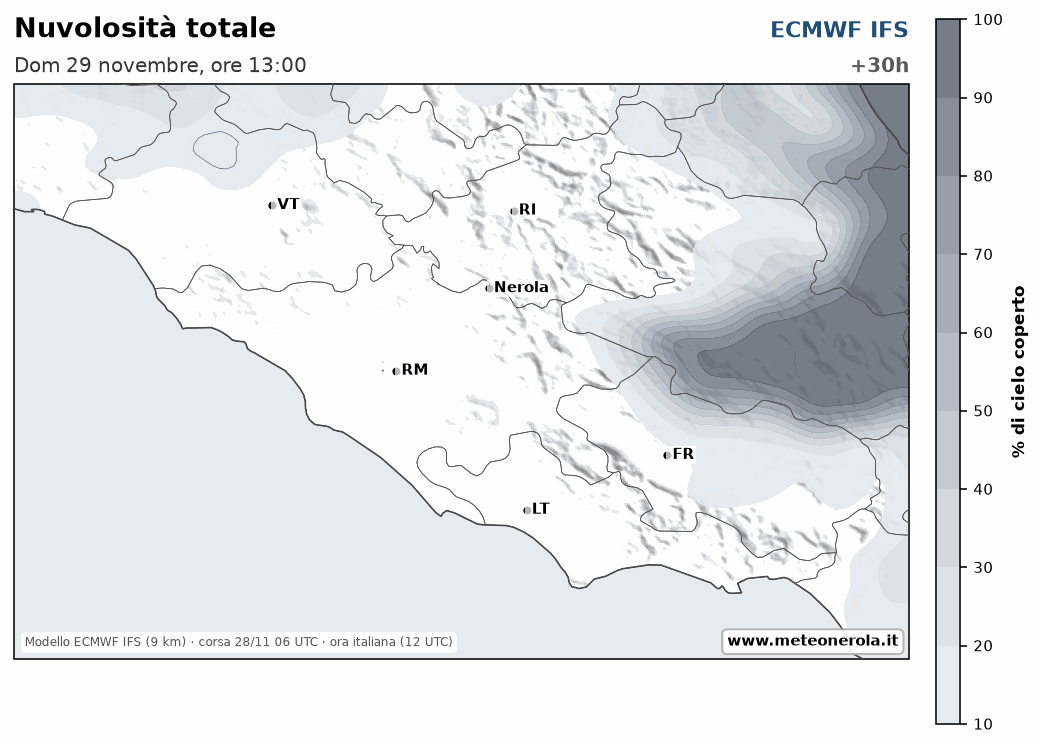 Nuvolosità totale
ECMWF IFS
Dom 29 novembre, ore 13:00
+30h
100
90
80
70
60
50
40
30
20
10
% di cielo coperto
VT
RI
Nerola
RM
FR
LT
Modello ECMWF IFS (9 km) · corsa 28/11 06 UTC · ora italiana (12 UTC)
www.meteonerola.it